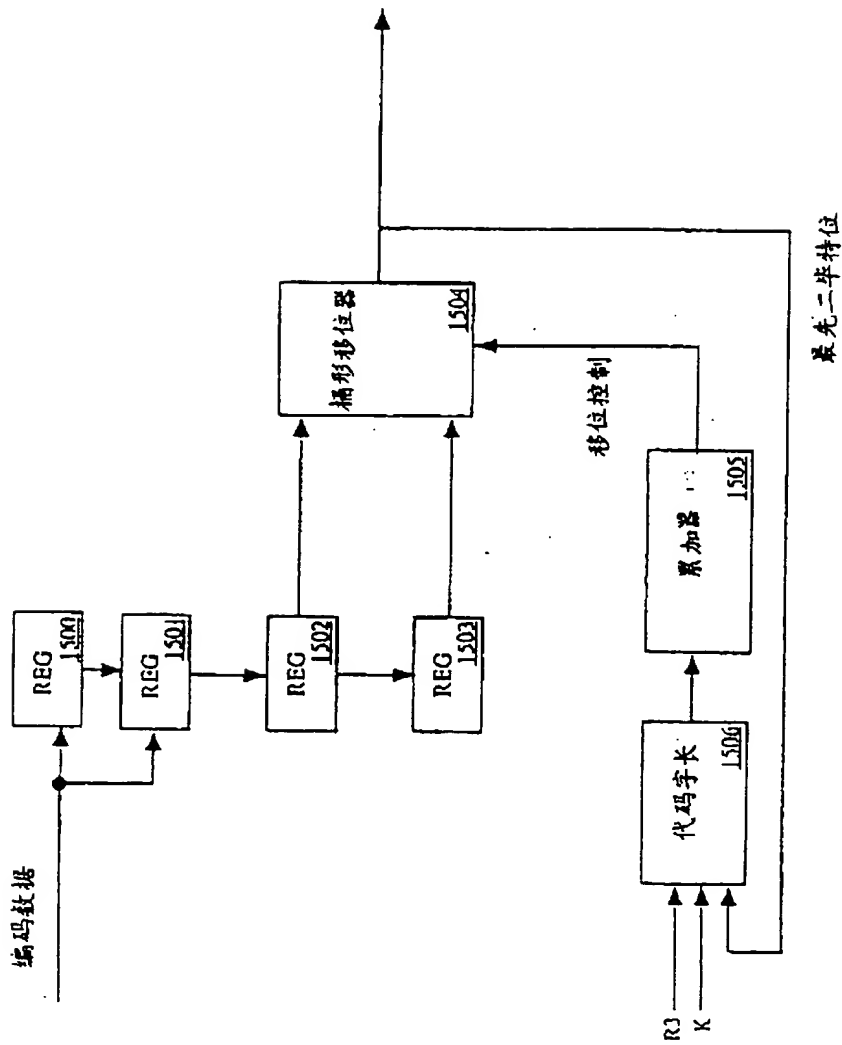 编码数据
REG
1500
REG
1501
REG
1502
REG
1503
桶形移位器
1504
移位控制
累加器
1505
代码字长
1506
R3
K
最先二毕特位